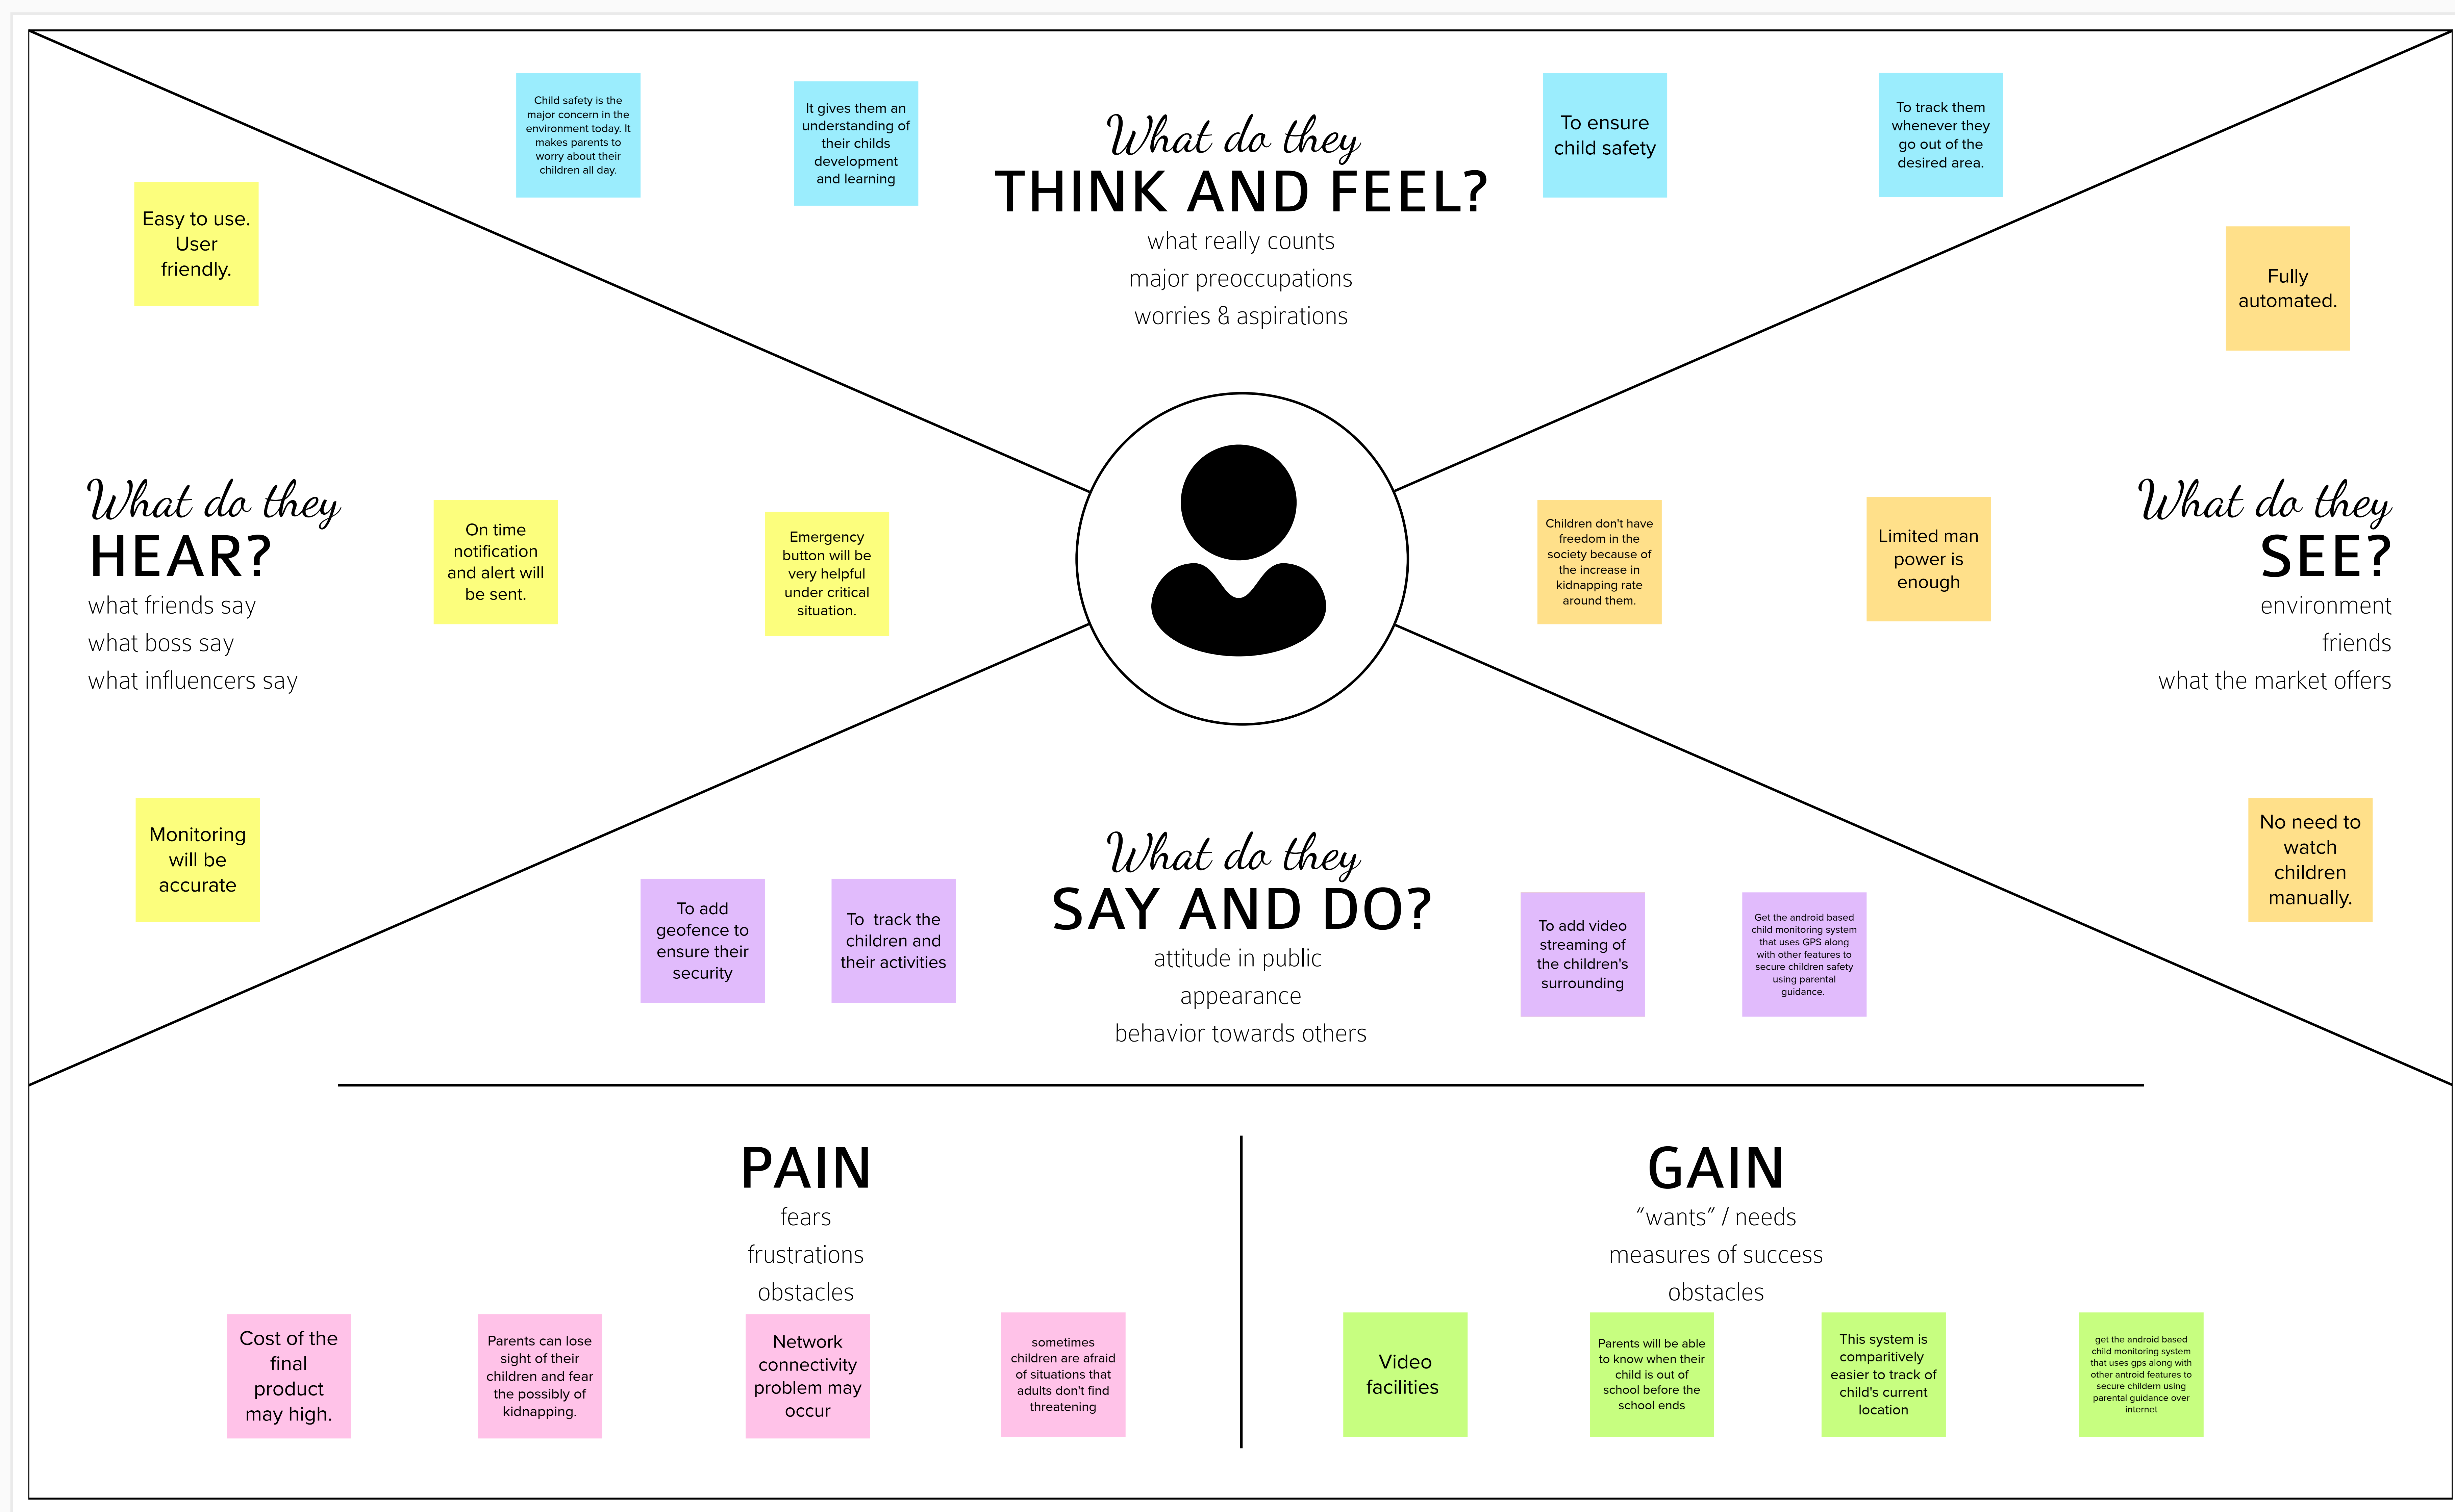 Child safety is the
major concern in the
environment today. It
makes parents to
worry about their
children all day.
It gives them an
understanding of
their childs
development
and learning
What do they
THINK AND FEEL?
what really counts
major preoccupations
worries & aspirations
To ensure
child safety
To track them
whenever they
go out of the
desired area.
Easy to use.
User
friendly.
What do they
HEAR?
what friends say
what boss say
what influencers say
On time
notification
and alert will
be sent.
Emergency
button will be
very helpful
under critical
situation.
Monitoring
will be
accurate
Fully
automated.
Children don't have
freedom in the
society because of
the increase in
kidnapping rate
around them.
Limited man
power is
enough
What do they
SEE?
environment
friends
what the market offers
No need to
watch
children
manually.
To add
geofence to
ensure their
security
To  track the
children and
their activities
What do they
SAY AND DO?
attitude in public
appearance
behavior towards others
To add video
streaming of
the children's
surrounding
Get the android based
child monitoring system
that uses GPS along
with other features to
secure children safety
using parental
guidance.
PAIN
fears
frustrations
obstacles
Cost of the
final
product
may high.
Parents can lose
sight of their
children and fear
the possibly of
kidnapping.
Network
connectivity
problem may
occur
sometimes
children are afraid
of situations that
adults don't find
threatening
GAIN
“wants” / needs
measures of success
obstacles
Video
facilities
Parents will be able
to know when their
child is out of
school before the
school ends
This system is
comparitively
easier to track of
child's current
location
get the android based
child monitoring system
that uses gps along with
other antroid features to
secure childern using
parental guidance over
internet